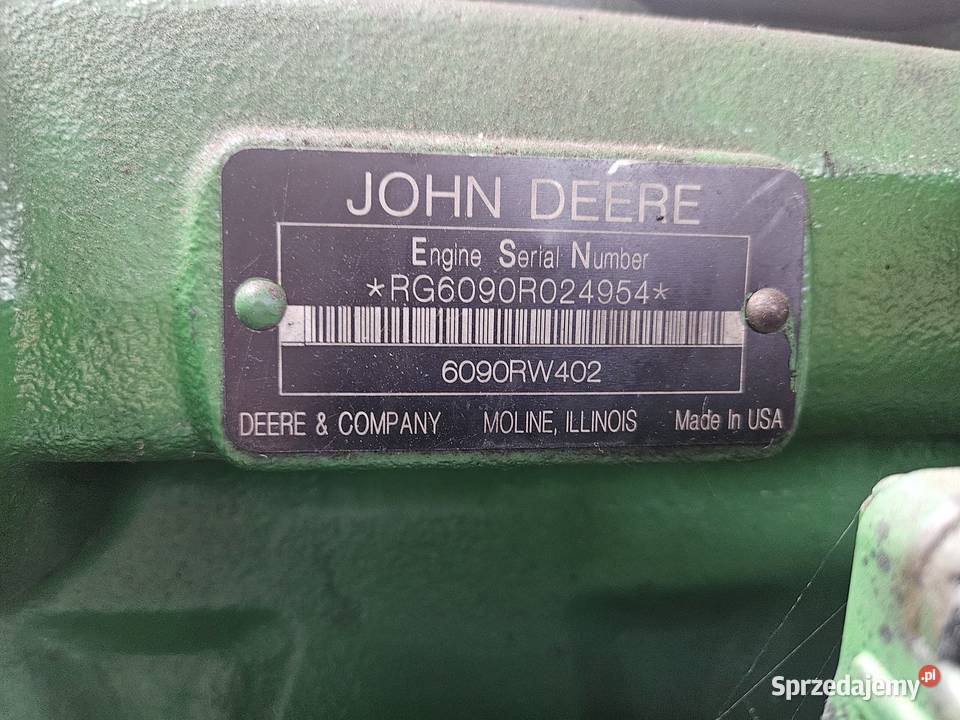 JOHN DEERE
Engine Serial Number
*RG6090R024954*
6090RW402
DEERE & COMPANY MOLINE, ILLINOIS Made In USA
Sprzedajemy.pl